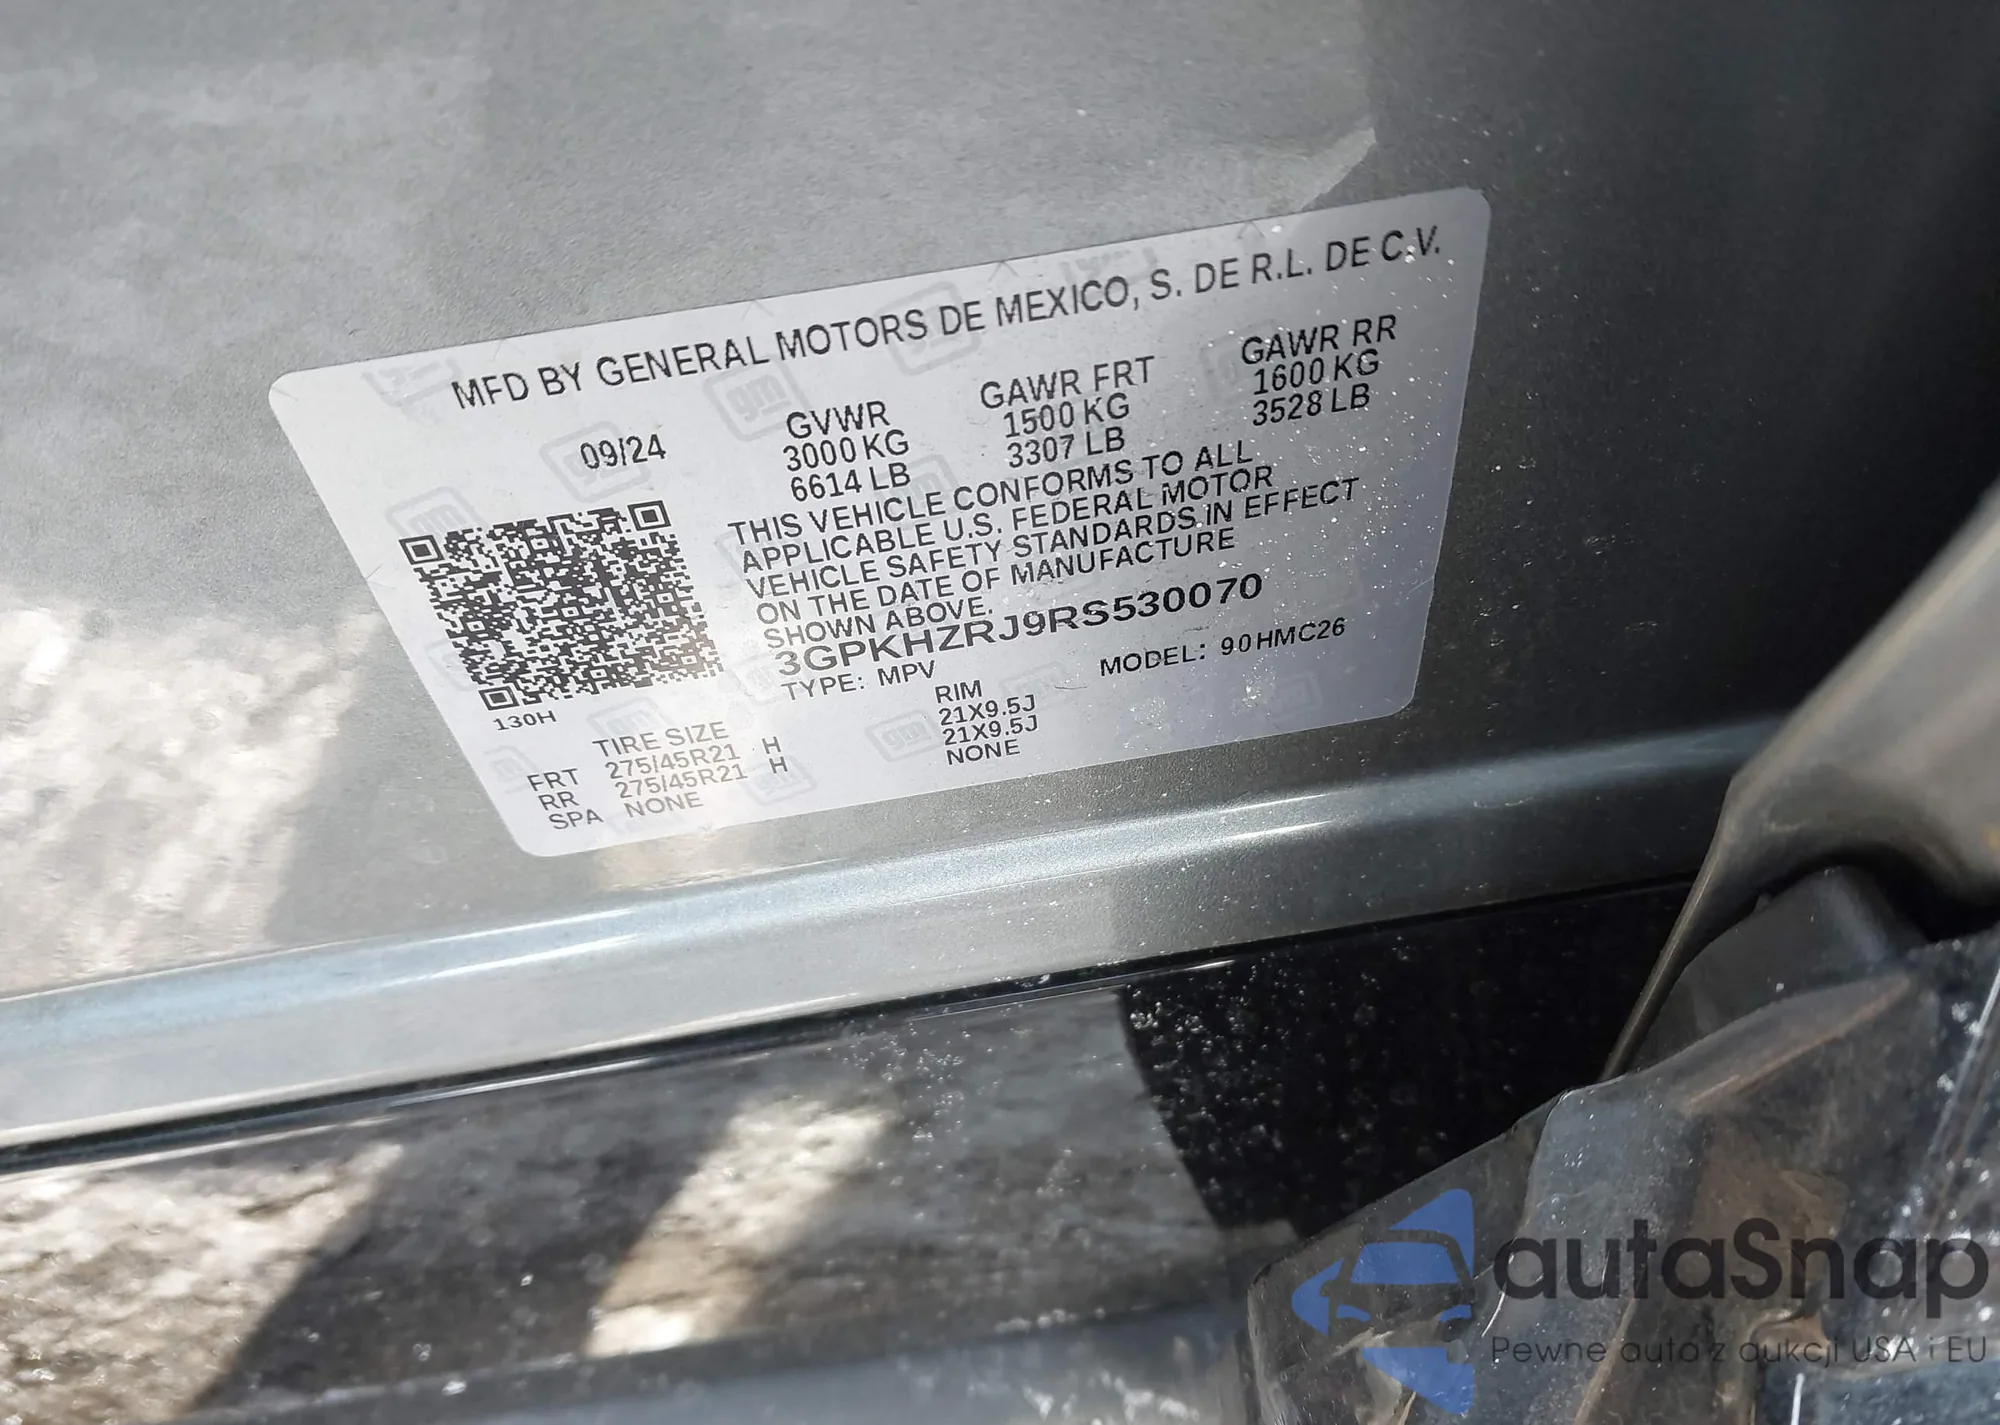 MFD BY GENERAL MOTORS DE MEXICO, S. DE R.L. DE C.V.
09/24
GVWR
3000 KG
6614 LB
GAWR FRT
1500 KG
3307 LB
GAWR RR
1600 KG
3528 LB
THIS VEHICLE CONFORMS TO ALL
APPLICABLE U.S. FEDERAL MOTOR
VEHICLE SAFETY STANDARDS IN EFFECT
ON THE DATE OF MANUFACTURE
SHOWN ABOVE.
3GPKHZRJ9RS530070
TYPE: MPV
MODEL: 90HMC26
130H
TIRE SIZE
RIM
FRT 275/45R21 H 21X9.5J
RR 275/45R21 H 21X9.5J
SPA NONE NONE
autaSnap
Pewne auta z aukcji USA i EU